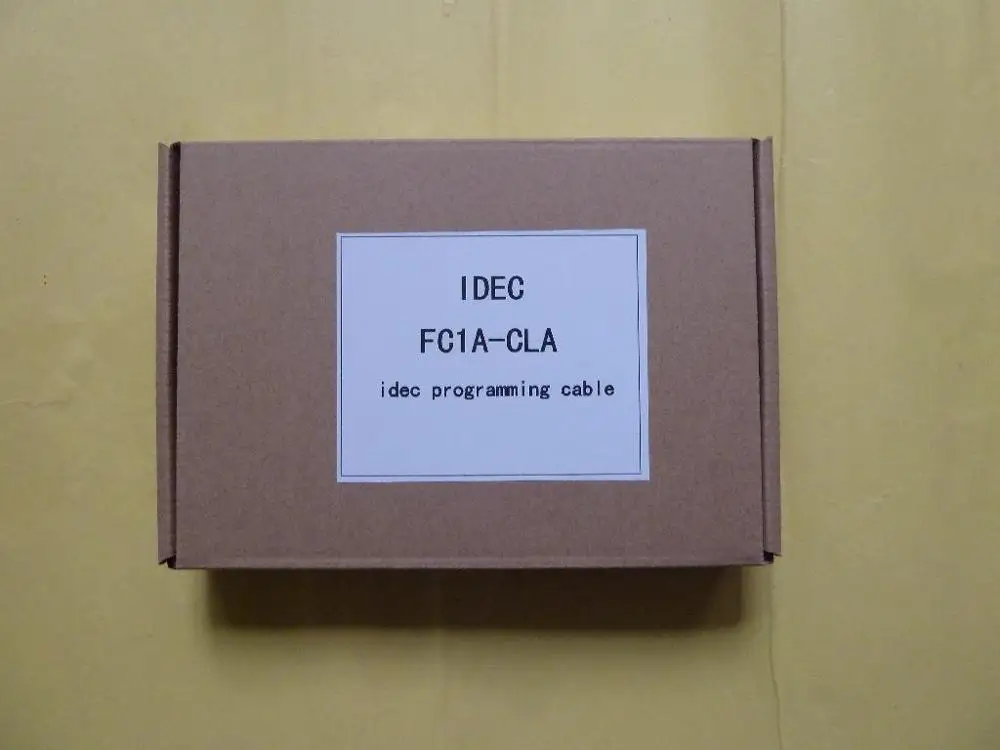 IDEC
FC1A-CLA
idec programming cable